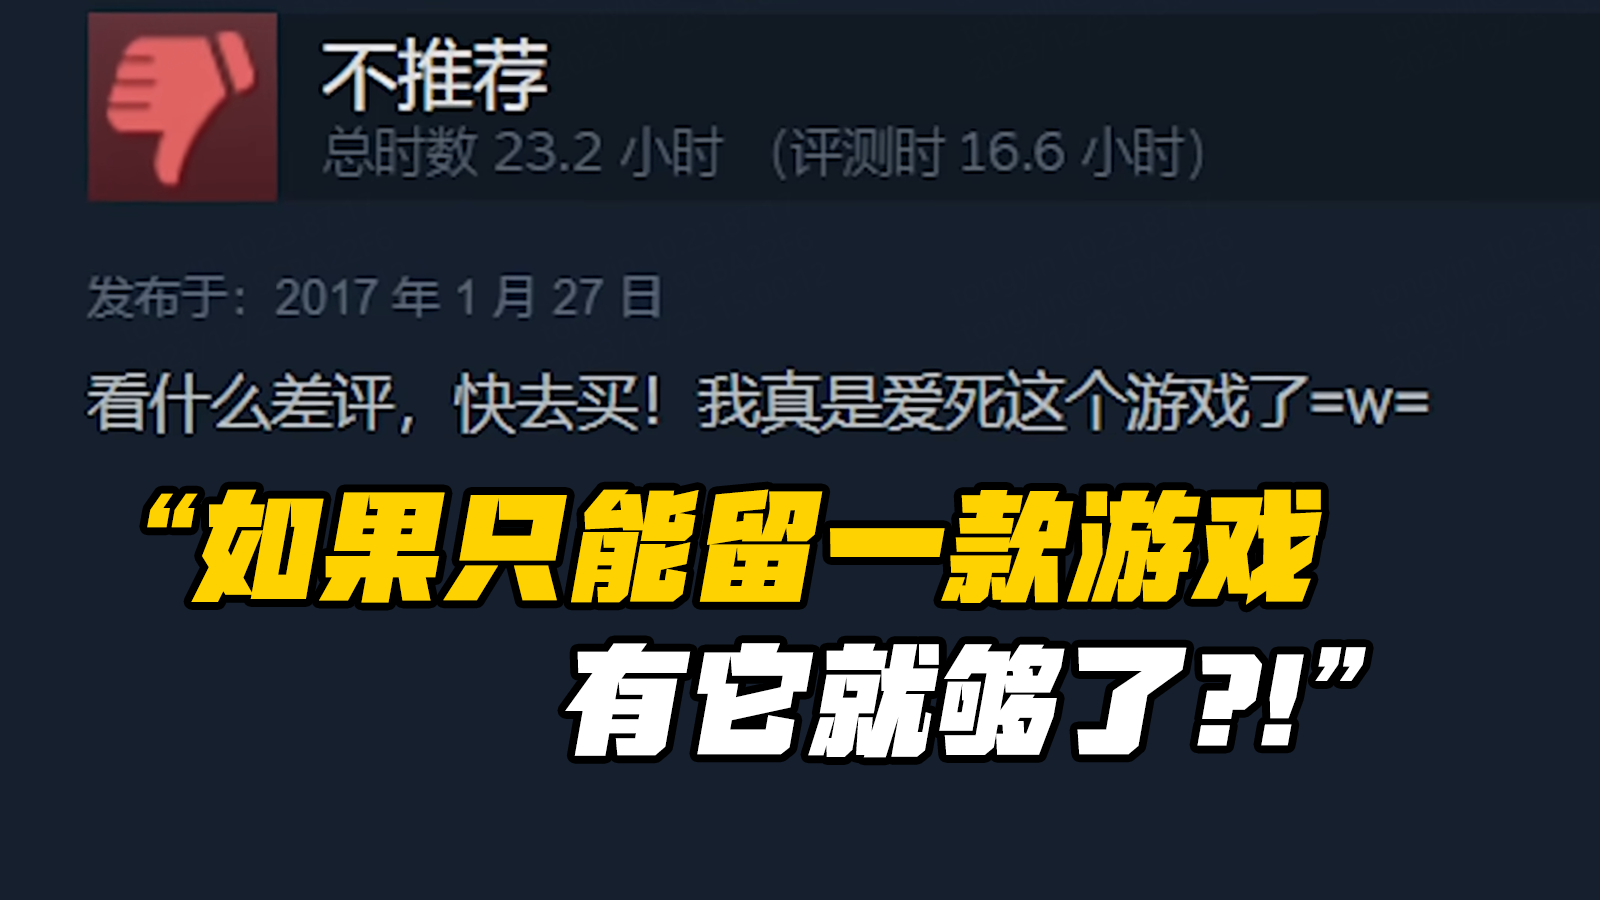 不推荐
总时数 23.2 小时 （评测时 16.6 小时）
发布于：2017 年 1 月 27 日
看什么差评，快去买！我真是爱死这个游戏了=w=
“如果只能留一款游戏
有它就够了?!”